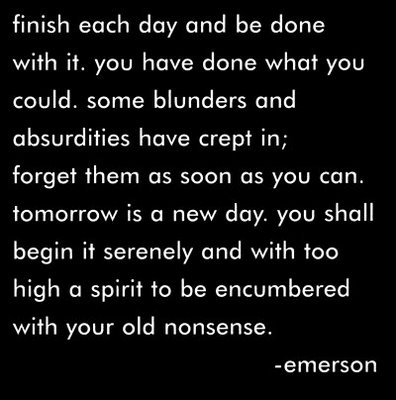 finish each day and be done
with it. you have done what you
could. some blunders and
absurdities have crept in;
forget them as soon as you can.
tomorrow is a new day. you shall
begin it serenely and with too
high a spirit to be encumbered
with your old nonsense.
-emerson